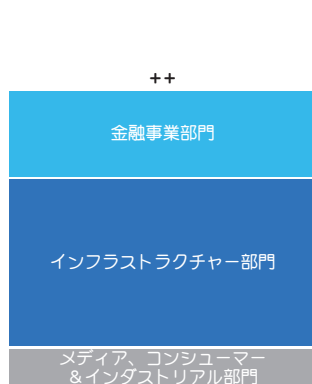 ++
金融事業部門
インフラストラクチャー部門
メディア、コンシューマー
＆インダストリアル部門